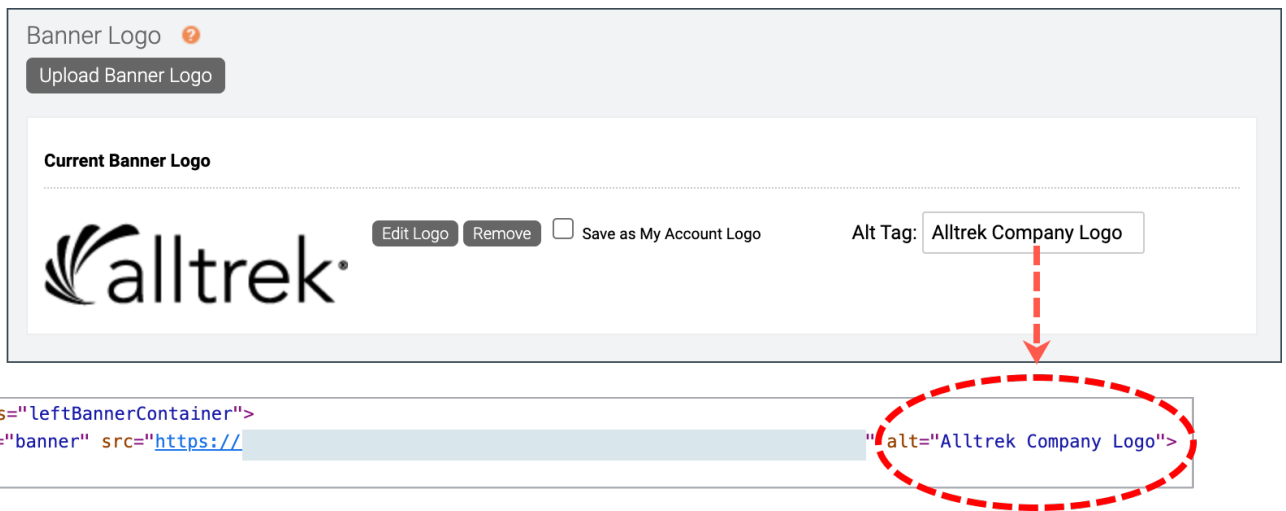 Banner Logo ?
Upload Banner Logo
Current Banner Logo
alltrek®
Edit Logo Remove Save as My Account Logo Alt Tag: Alltrek Company Logo
s="leftBannerContainer">
="banner" src="https:// " alt="Alltrek Company Logo">